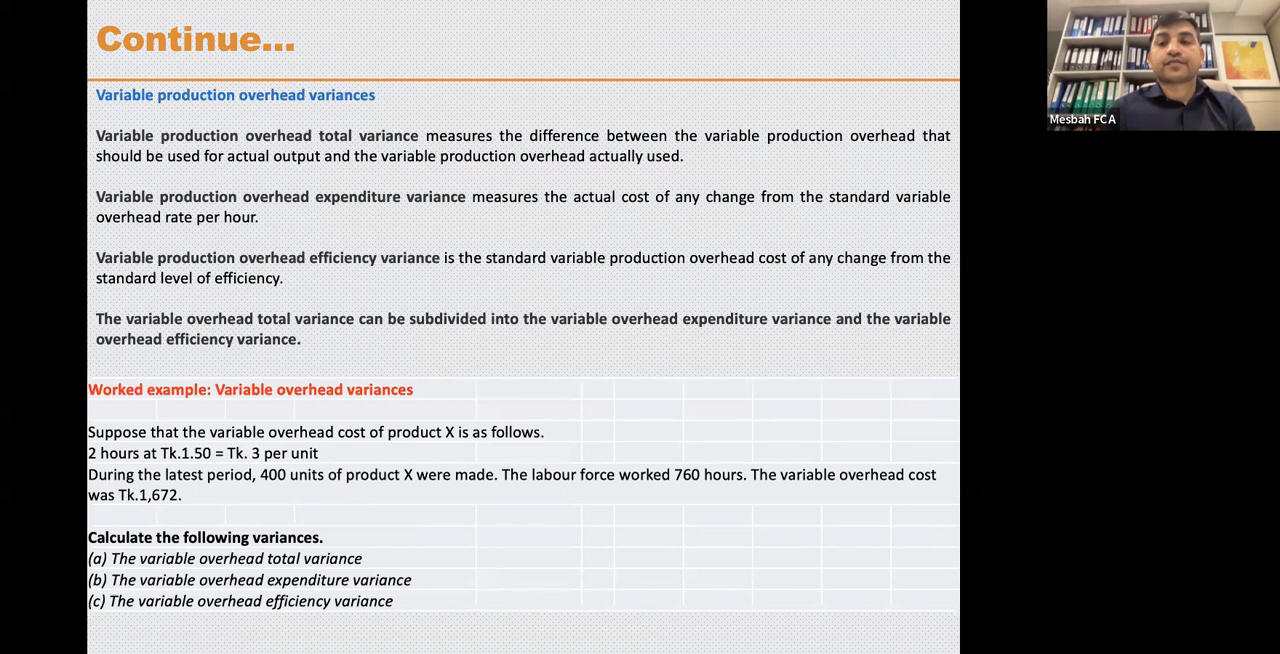 Continue...
Variable production overhead variances
Variable production overhead total variance measures the difference between the variable production overhead that
should be used for actual output and the variable production overhead actually used.
Variable production overhead expenditure variance measures the actual cost of any change from the standard variable
overhead rate per hour.
Variable production overhead efficiency variance is the standard variable production overhead cost of any change from the
standard level of efficiency.
The variable overhead total variance can be subdivided into the variable overhead expenditure variance and the variable
overhead efficiency variance.
Worked example: Variable overhead variances
Suppose that the variable overhead cost of product X is as follows.
2 hours at Tk.1.50 = Tk. 3 per unit
During the latest period, 400 units of product X were made. The labour force worked 760 hours. The variable overhead cost
was Tk.1,672.
Calculate the following variances.
(a) The variable overhead total variance
(b) The variable overhead expenditure variance
(c) The variable overhead efficiency variance
Mesbah FCA